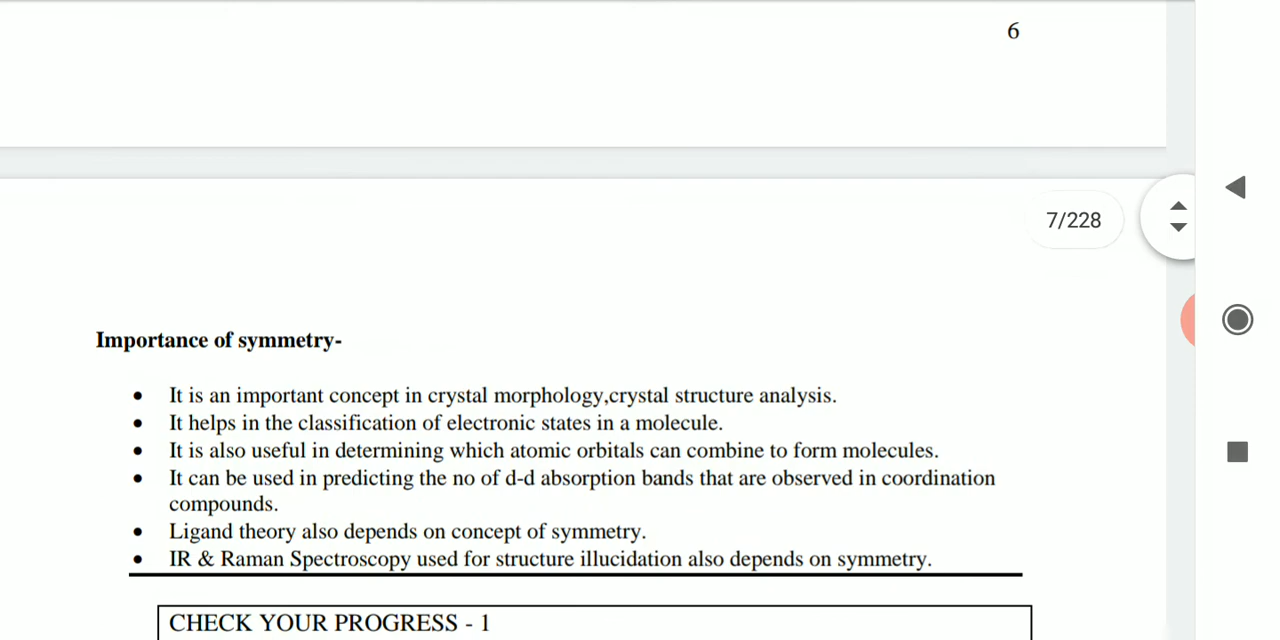 6
7/228
Importance of symmetry-
• It is an important concept in crystal morphology,crystal structure analysis.
• It helps in the classification of electronic states in a molecule.
• It is also useful in determining which atomic orbitals can combine to form molecules.
• It can be used in predicting the no of d-d absorption bands that are observed in coordination
compounds.
• Ligand theory also depends on concept of symmetry.
• IR & Raman Spectroscopy used for structure illucidation also depends on symmetry.
CHECK YOUR PROGRESS - 1